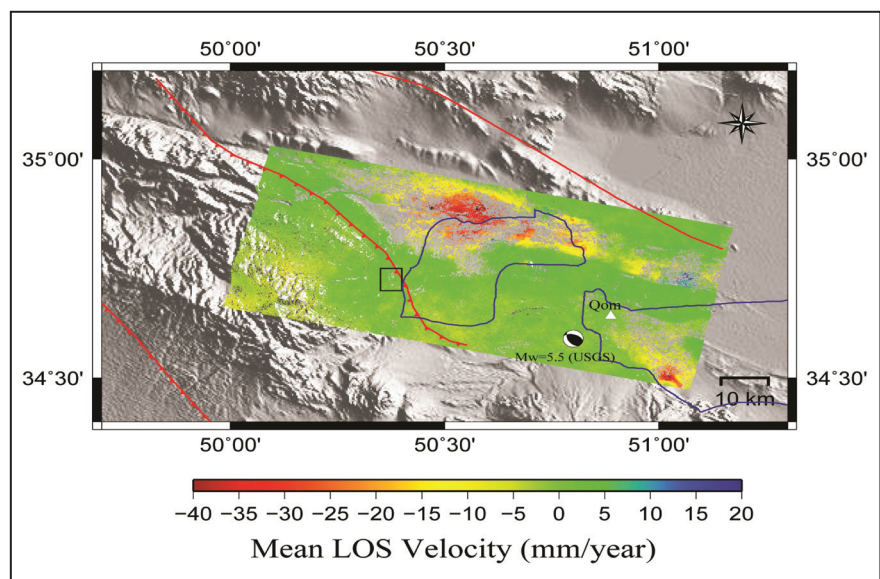 50°00' 50°30' 51°00'
35°00' 35°00'
Qom
Mw=5.5 (USGS)
34°30' 34°30'
10 km
50°00' 50°30' 51°00'
−40 −35 −30 −25 −20 −15 −10 −5 0 5 10 15 20
Mean LOS Velocity (mm/year)